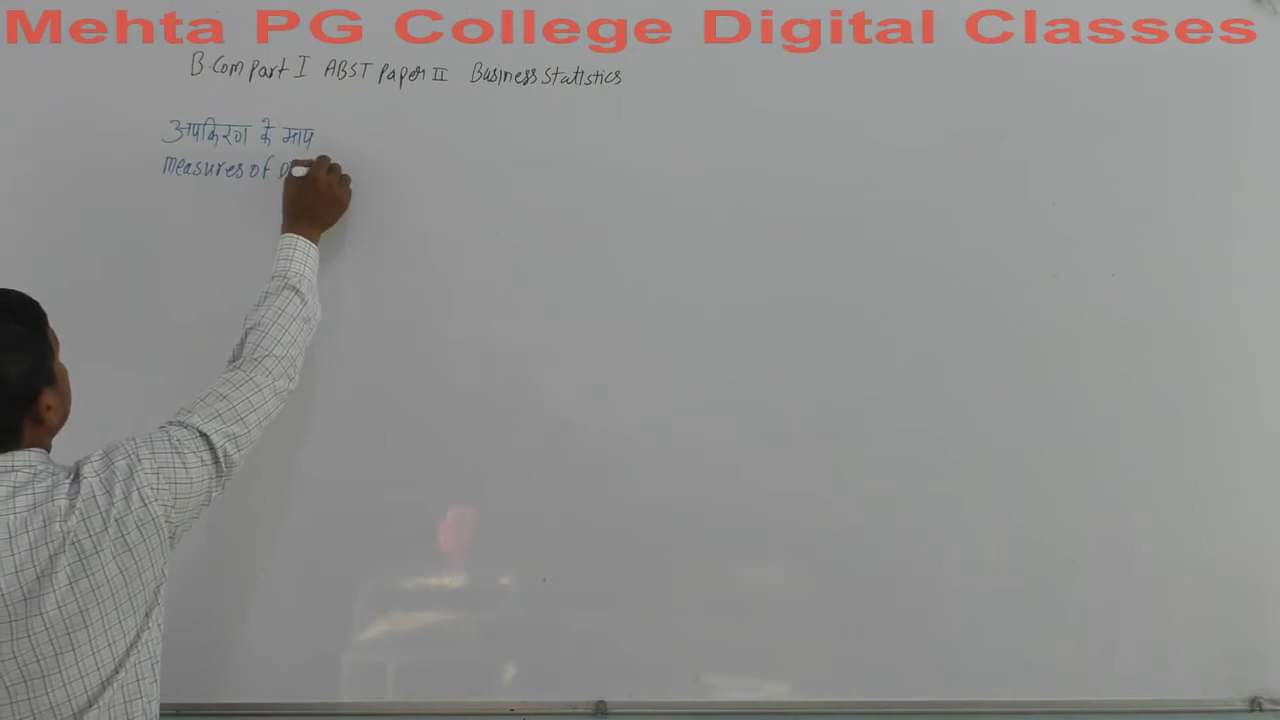 Mehta PG College Digital Classes
B.Com Part I ABST Paper II Business Statistics
अपकिरण के माप
measures of